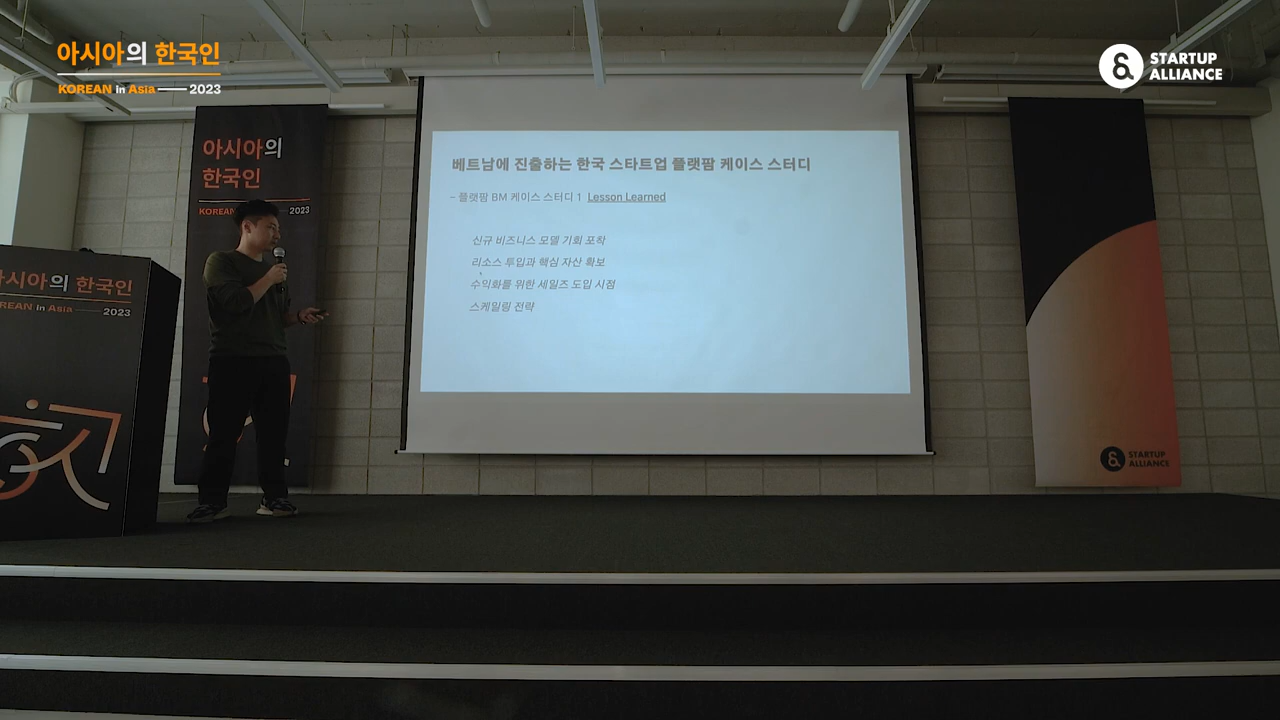 아시아의 한국인
KOREAN in Asia 2023
STARTUP
ALLIANCE
아시아의
한국인
KOREAN 2023
베트남에 진출하는 한국 스타트업 플랫팜 케이스 스터디
– 플랫팜 BM 케이스 스터디 1 Lesson Learned
신규 비즈니스 모델 기회 포착
리소스 투입과 핵심 자산 확보
수익화를 위한 세일즈 도입 시점
스케일링 전략
아시아의 한국인
REAN in Asia 2023
STARTUP
ALLIANCE